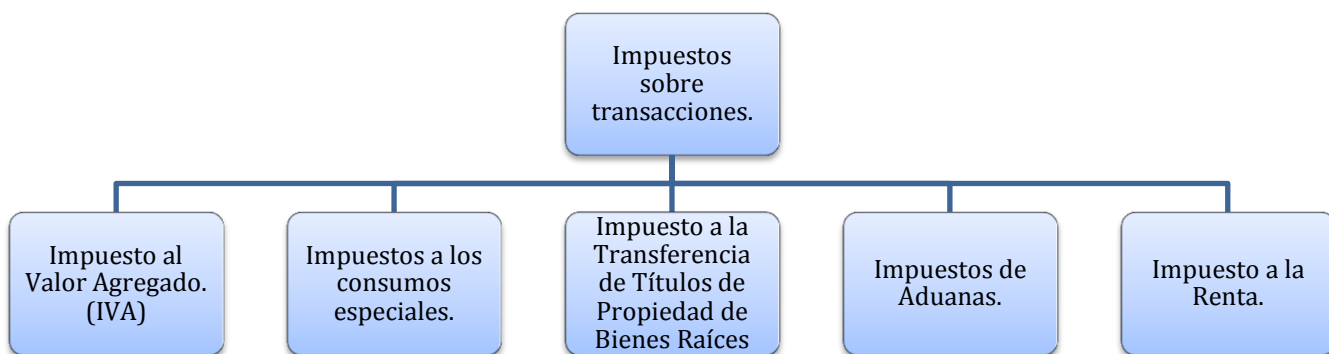 Impuestos
sobre
transacciones.
Impuesto al
Valor Agregado.
(IVA)
Impuestos a los
consumos
especiales.
Impuesto a la
Transferencia
de Títulos de
Propiedad de
Bienes Raíces
Impuestos de
Aduanas.
Impuesto a la
Renta.